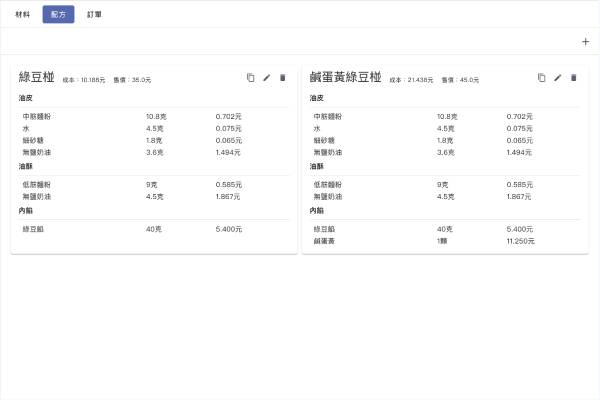 材料 配方 訂單
綠豆椪 成本：10.188元 售價：35.0元
油皮
中筋麵粉 10.8克 0.702元
水 4.5克 0.075元
細砂糖 1.8克 0.065元
無鹽奶油 3.6克 1.494元
油酥
低筋麵粉 9克 0.585元
無鹽奶油 4.5克 1.867元
內餡
綠豆餡 40克 5.400元
鹹蛋黃綠豆椪 成本：21.438元 售價：45.0元
油皮
中筋麵粉 10.8克 0.702元
水 4.5克 0.075元
細砂糖 1.8克 0.065元
無鹽奶油 3.6克 1.494元
油酥
低筋麵粉 9克 0.585元
無鹽奶油 4.5克 1.867元
內餡
綠豆餡 40克 5.400元
鹹蛋黃 1顆 11.250元